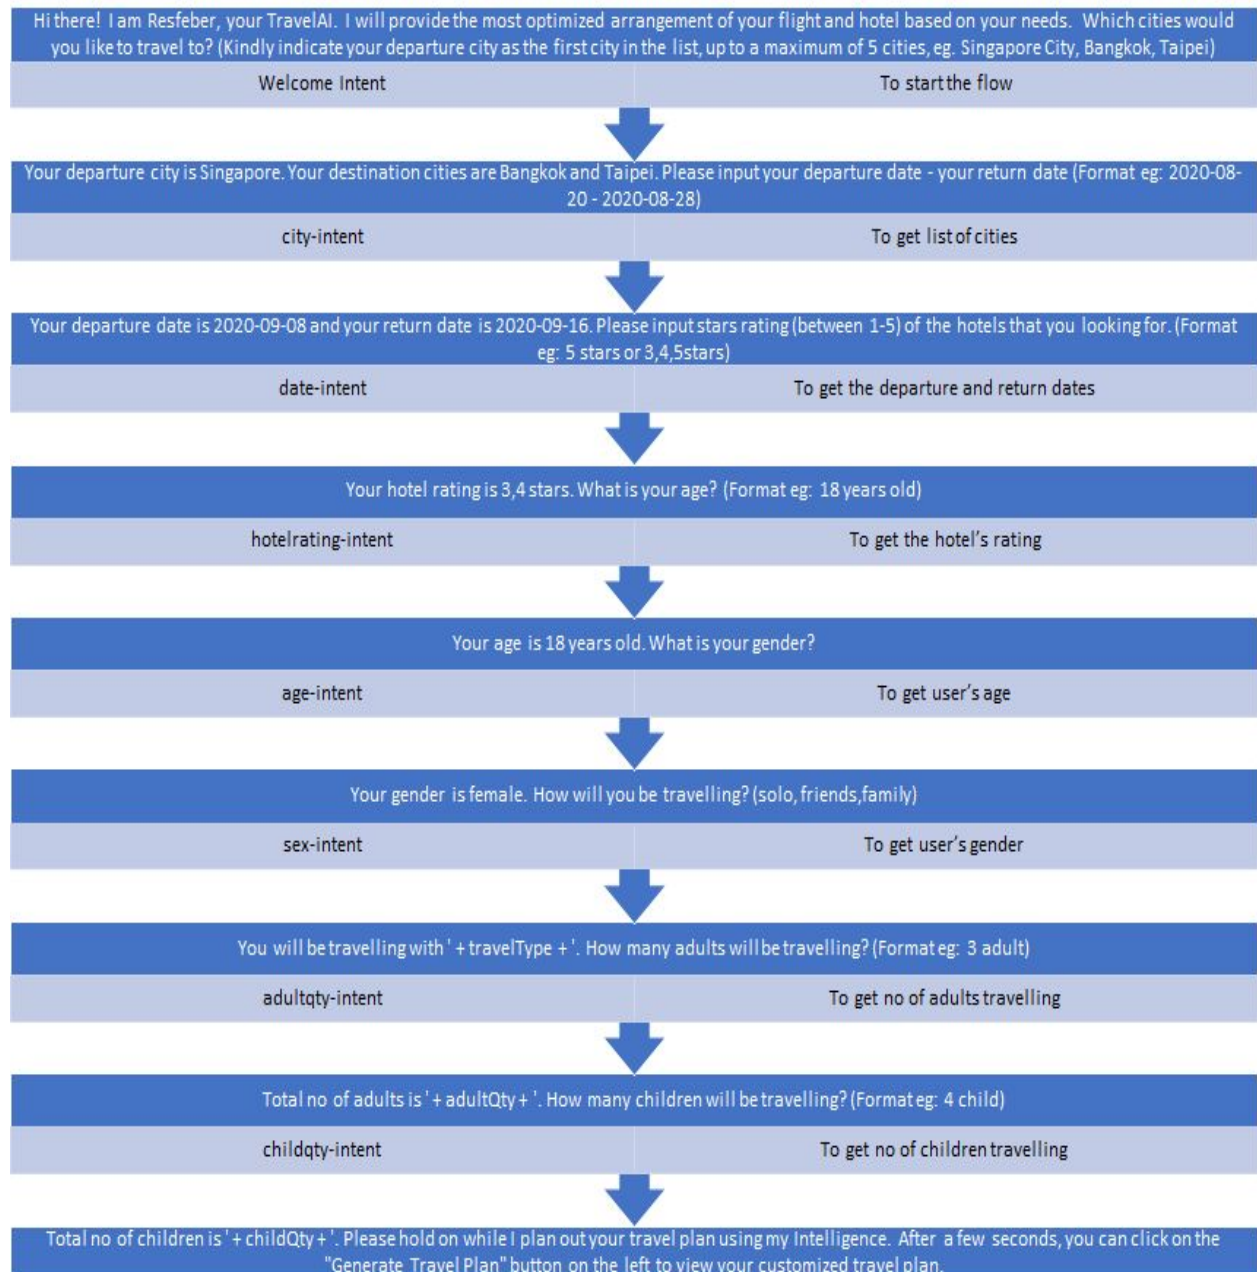 Hi there! I am Resfeber, your TravelAI. I will provide the most optimized arrangement of your flight and hotel based on your needs. Which cities would
you like to travel to? (Kindly indicate your departure city as the first city in the list, up to a maximum of 5 cities, eg. Singapore City, Bangkok, Taipei)
Welcome Intent
To start the flow
Your departure city is Singapore. Your destination cities are Bangkok and Taipei. Please input your departure date - your return date (Format eg: 2020-08-
20 - 2020-08-28)
city-intent
To get list of cities
Your departure date is 2020-09-08 and your return date is 2020-09-16. Please input stars rating (between 1-5) of the hotels that you looking for. (Format
eg: 5 stars or 3,4,5stars)
date-intent
To get the departure and return dates
Your hotel rating is 3,4 stars. What is your age? (Format eg: 18 years old)
hotelrating-intent
To get the hotel's rating
Your age is 18 years old. What is your gender?
age-intent
To get user's age
Your gender is female. How will you be travelling? (solo, friends,family)
sex-intent
To get user's gender
You will be travelling with ' + travelType + '. How many adults will be travelling? (Format eg: 3 adult)
adultqty-intent
To get no of adults travelling
Total no of adults is ' + adultQty + '. How many children will be travelling? (Format eg: 4 child)
childqty-intent
To get no of children travelling
Total no of children is ' + childQty + '. Please hold on while I plan out your travel plan using my Intelligence. After a few seconds, you can click on the
"Generate Travel Plan" button on the left to view your customized travel plan.